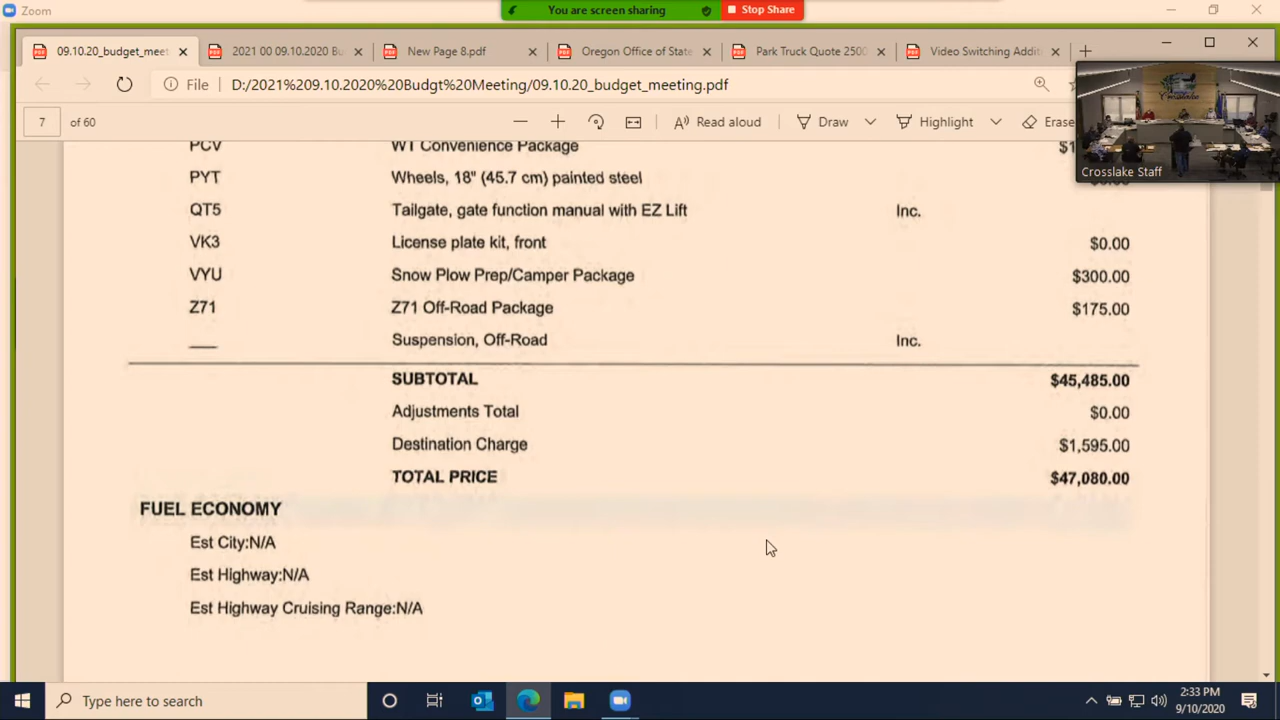 Zoom
You are screen sharing
Stop Share
09.10.20_budget_meet
2021 00 09.10.2020 Bu
New Page 8.pdf
Oregon Office of State
Park Truck Quote 2500
Video Switching Additi
File D:/2021%209.10.2020%20Budgt%20Meeting/09.10.20_budget_meeting.pdf
7 of 60
Read aloud
Draw
Highlight
Erase
Crosslake Staff
PCV WT Convenience Package
PYT Wheels, 18" (45.7 cm) painted steel
QT5 Tailgate, gate function manual with EZ Lift Inc.
VK3 License plate kit, front $0.00
VYU Snow Plow Prep/Camper Package $300.00
Z71 Z71 Off-Road Package $175.00
Suspension, Off-Road Inc.
SUBTOTAL $45,485.00
Adjustments Total $0.00
Destination Charge $1,595.00
TOTAL PRICE $47,080.00
FUEL ECONOMY
Est City:N/A
Est Highway:N/A
Est Highway Cruising Range:N/A
Type here to search
2:33 PM
9/10/2020